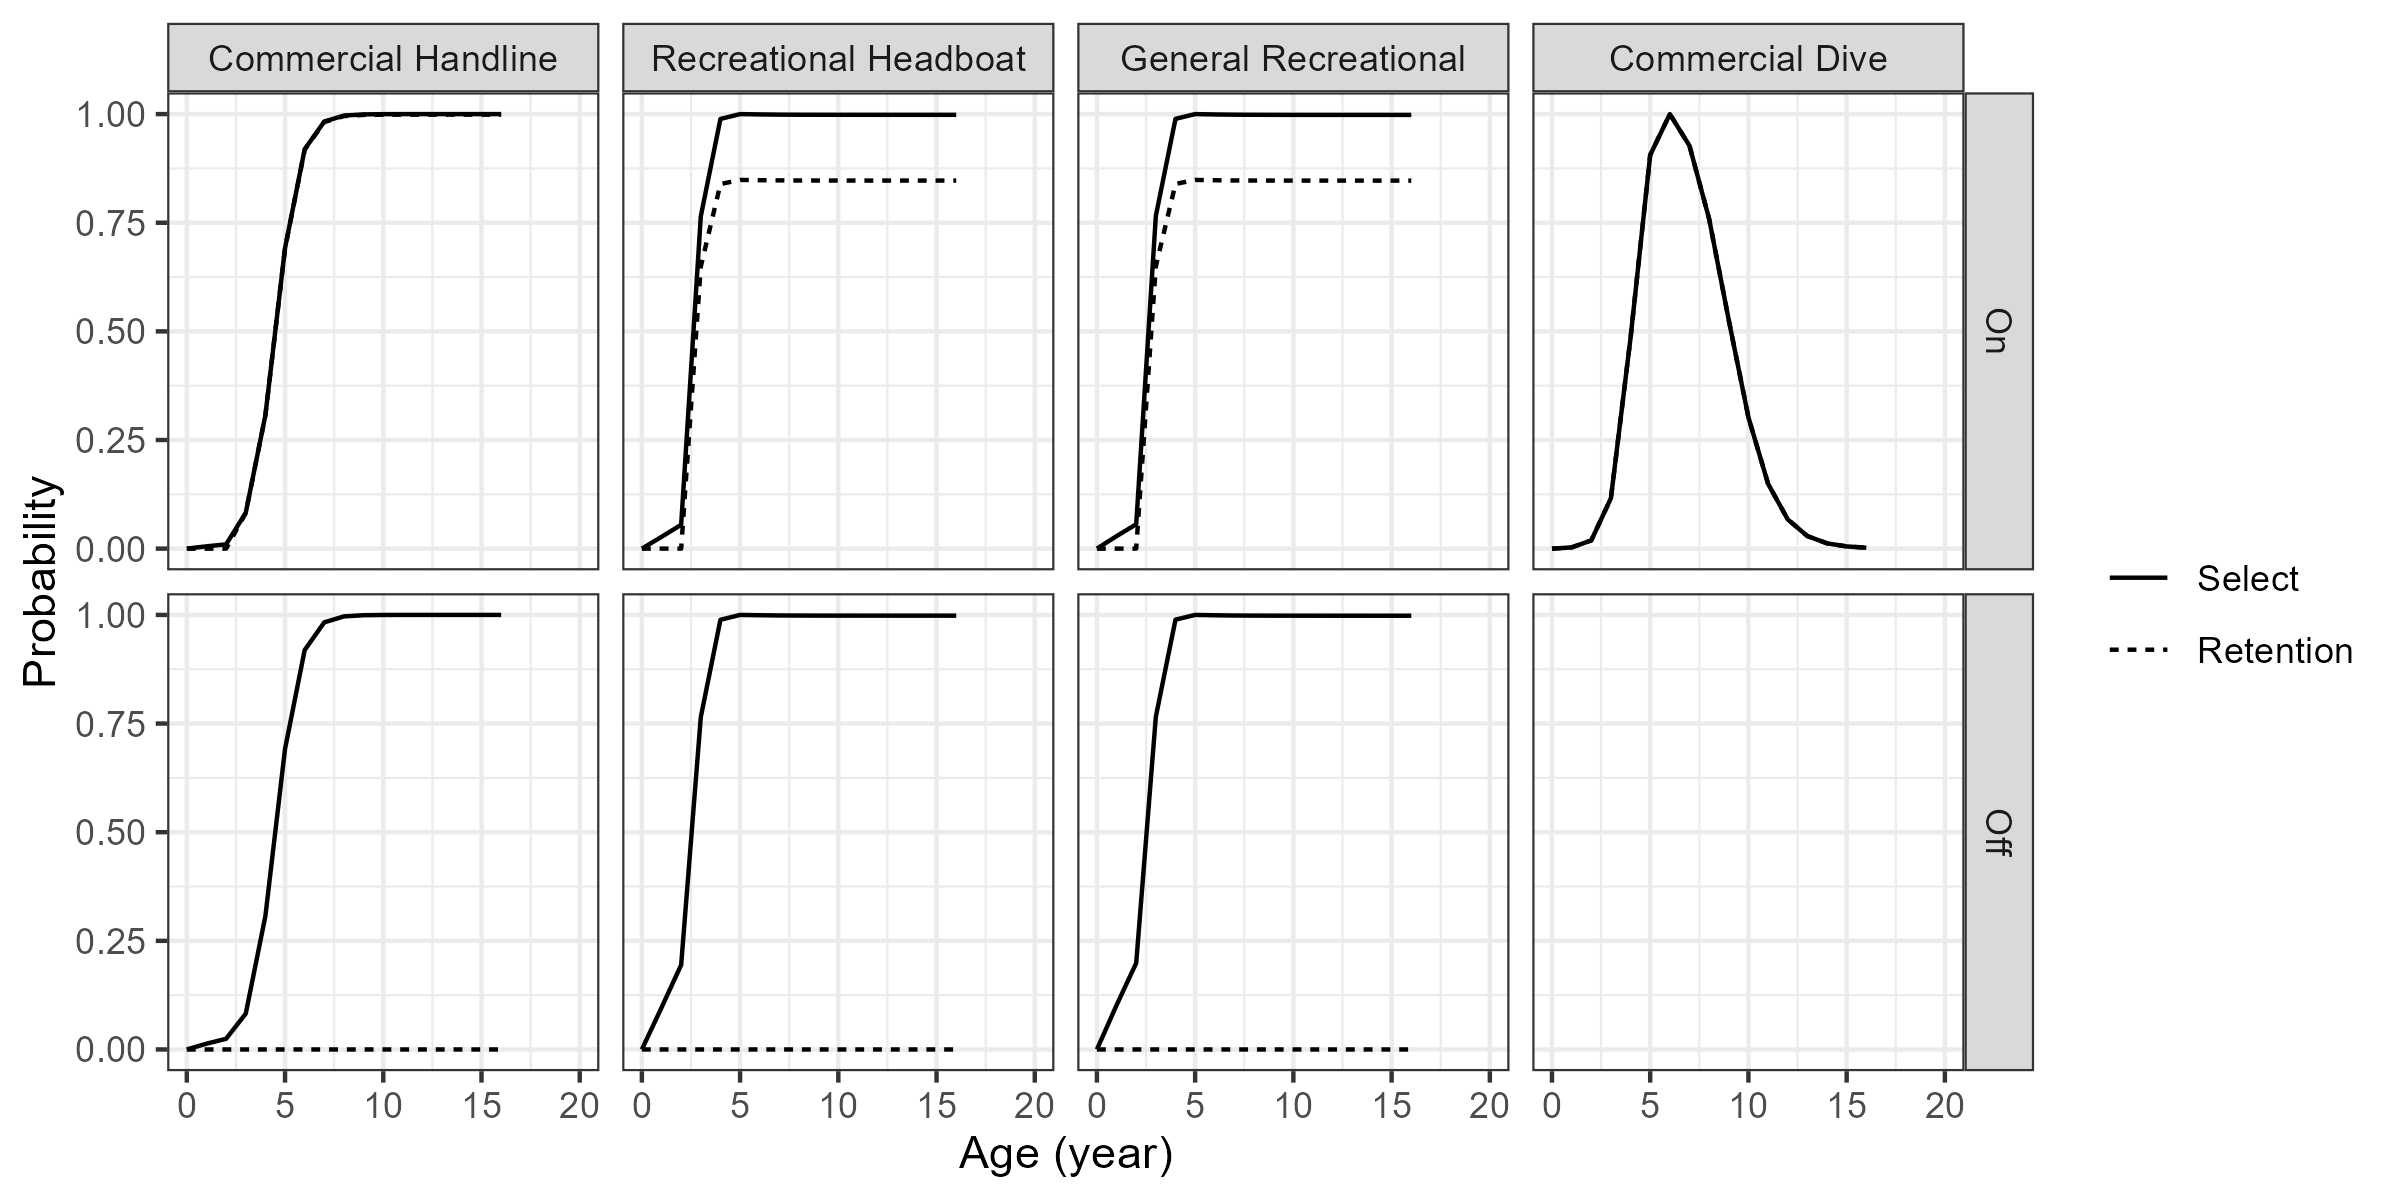 Commercial Handline Recreational Headboat General Recreational Commercial Dive
1.00
0.75
0.50
0.25
0.00
On
1.00
0.75
0.50
0.25
0.00
Off
Probability
0 5 10 15 20 0 5 10 15 20 0 5 10 15 20 0 5 10 15 20
Age (year)
Select
Retention